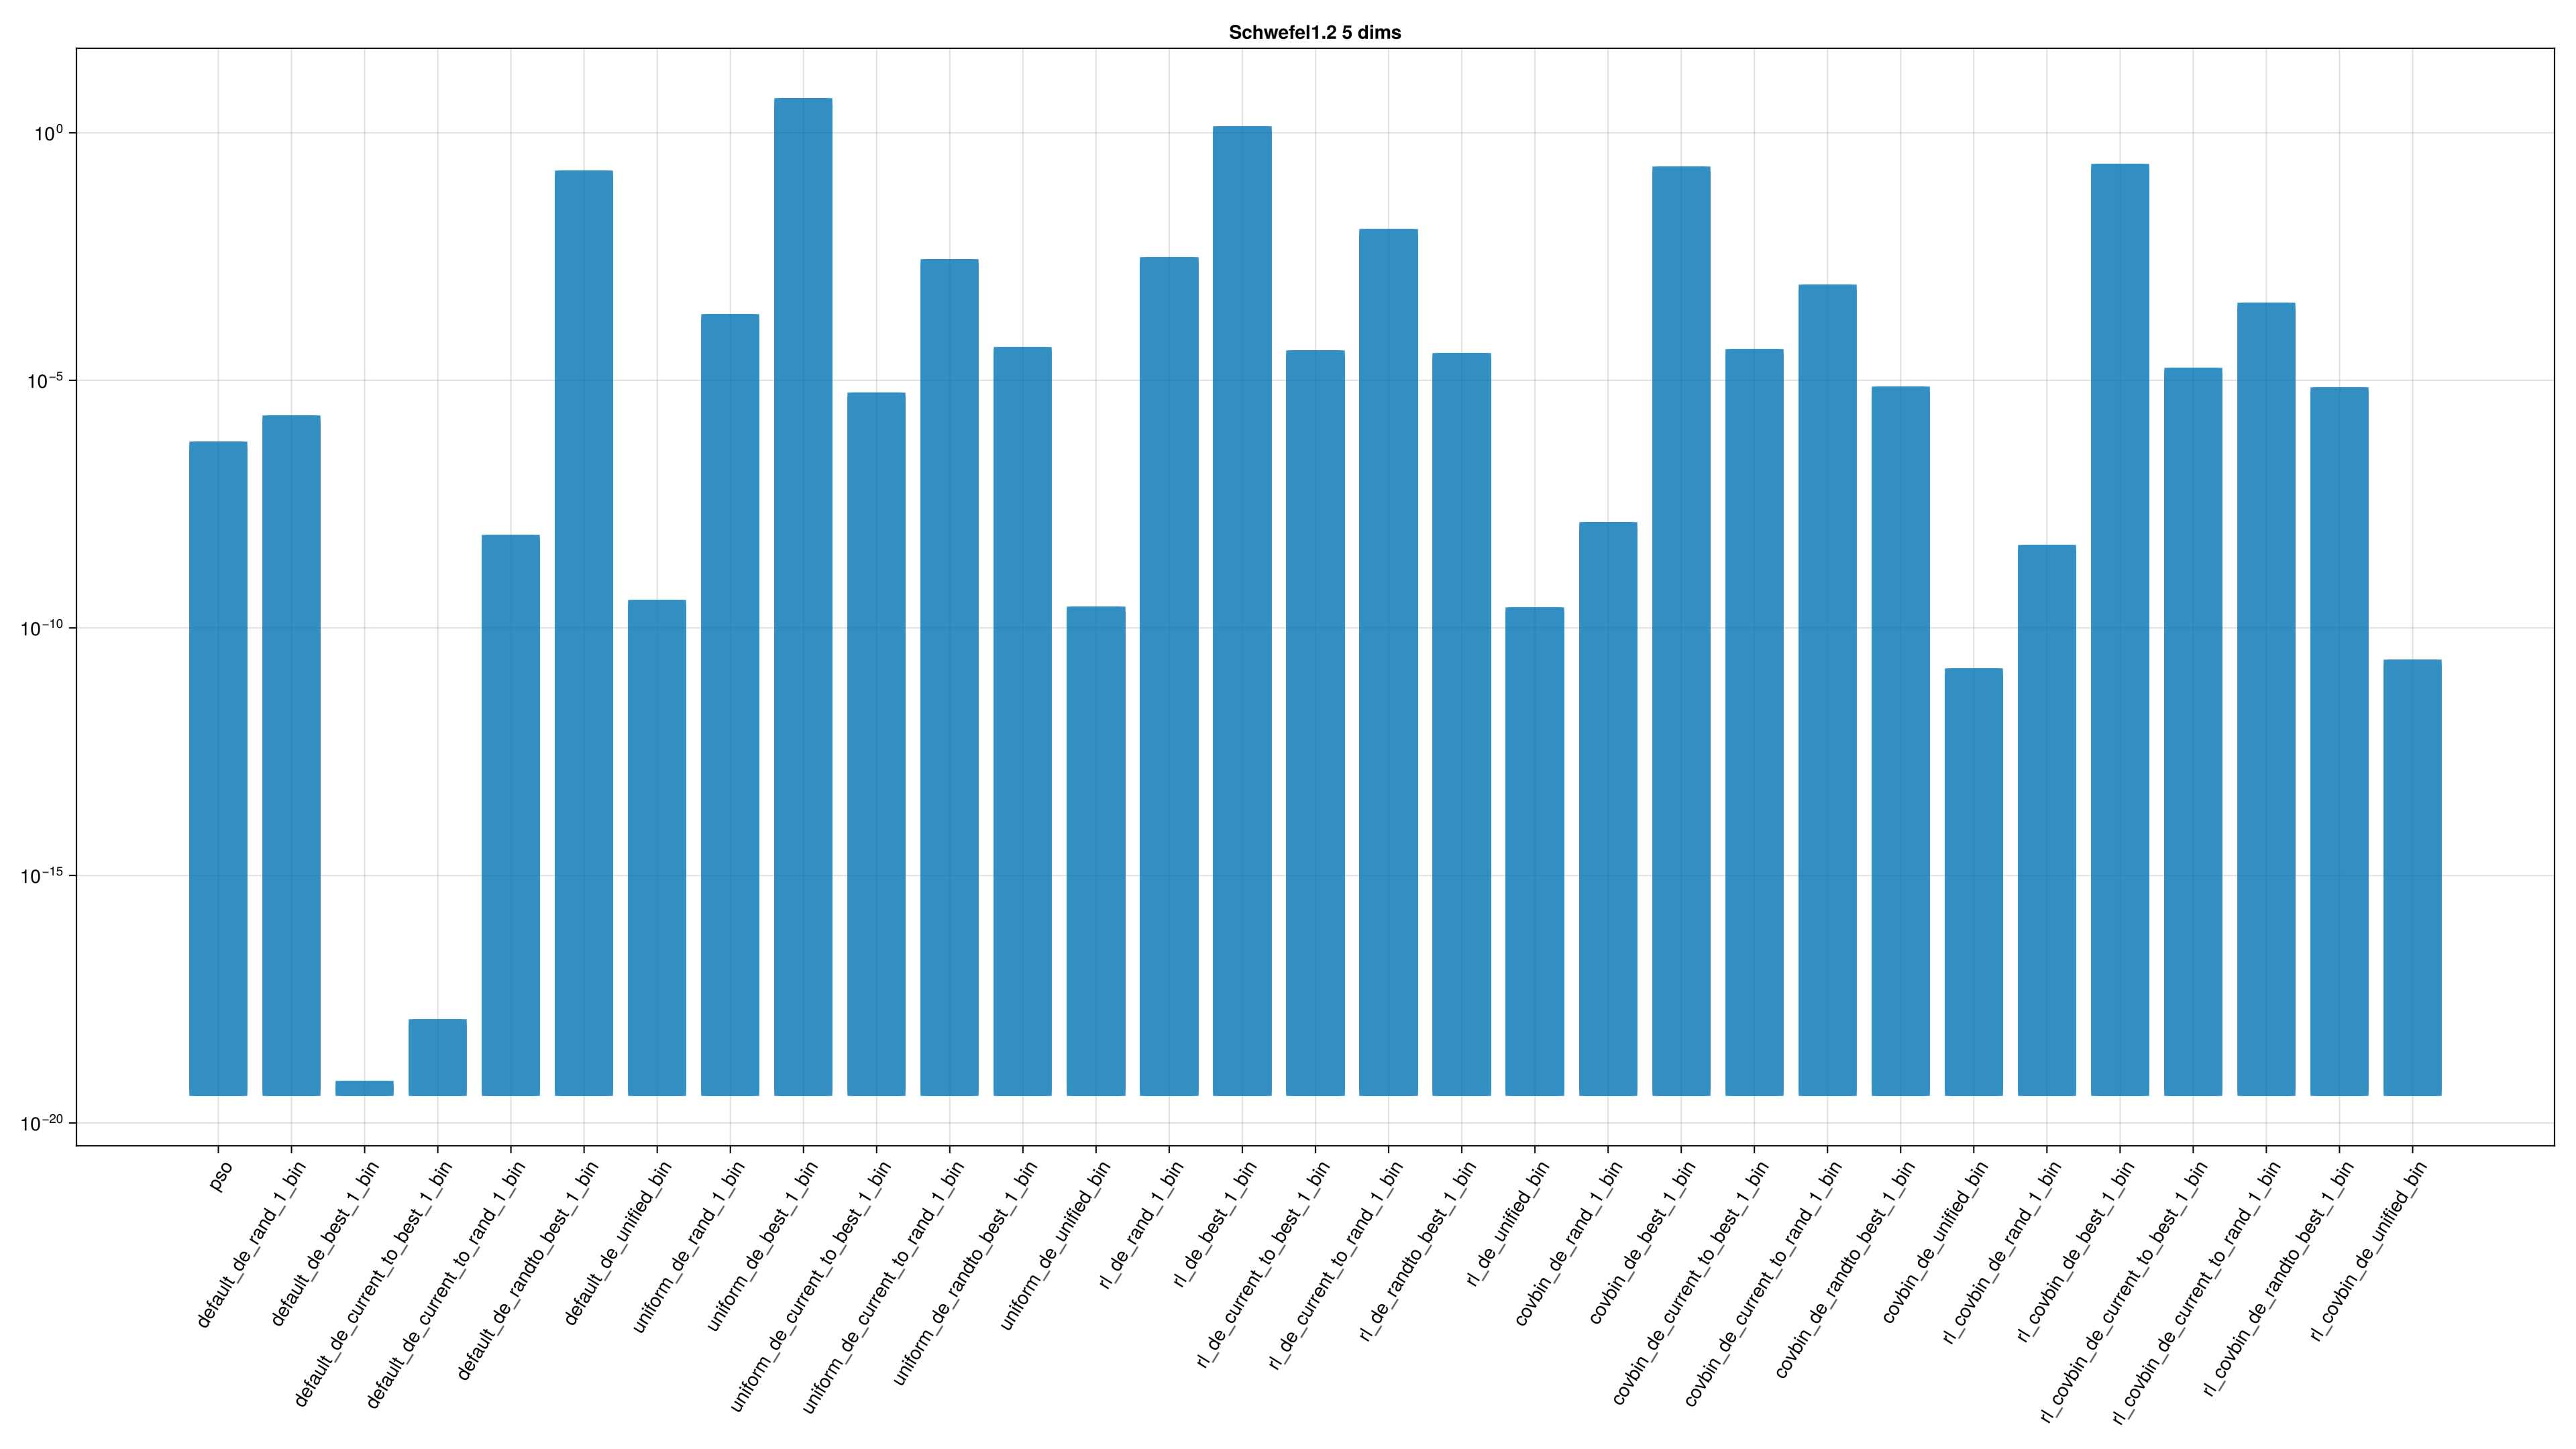 Schwefel1.2 5 dims
10⁰
10⁻⁵
10⁻¹⁰
10⁻¹⁵
10⁻²⁰
pso
default_de_rand_1_bin
default_de_best_1_bin
default_de_current_to_best_1_bin
default_de_current_to_rand_1_bin
default_de_randto_best_1_bin
default_de_unified_bin
uniform_de_rand_1_bin
uniform_de_best_1_bin
uniform_de_current_to_best_1_bin
uniform_de_current_to_rand_1_bin
uniform_de_randto_best_1_bin
uniform_de_unified_bin
rl_de_rand_1_bin
rl_de_best_1_bin
rl_de_current_to_best_1_bin
rl_de_current_to_rand_1_bin
rl_de_randto_best_1_bin
rl_de_unified_bin
covbin_de_rand_1_bin
covbin_de_best_1_bin
covbin_de_current_to_best_1_bin
covbin_de_current_to_rand_1_bin
covbin_de_randto_best_1_bin
covbin_de_unified_bin
rl_covbin_de_rand_1_bin
rl_covbin_de_best_1_bin
rl_covbin_de_current_to_best_1_bin
rl_covbin_de_current_to_rand_1_bin
rl_covbin_de_randto_best_1_bin
rl_covbin_de_unified_bin